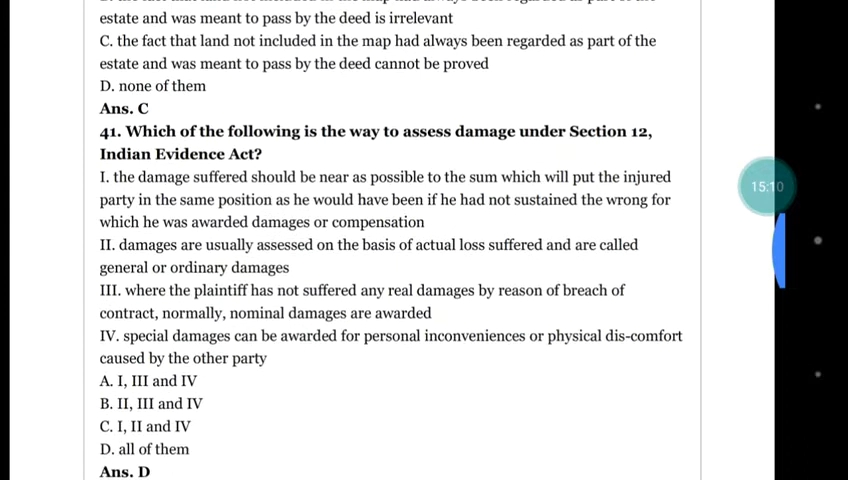 estate and was meant to pass by the deed is irrelevant
C. the fact that land not included in the map had always been regarded as part of the
estate and was meant to pass by the deed cannot be proved
D. none of them
Ans. C
41. Which of the following is the way to assess damage under Section 12,
Indian Evidence Act?
I. the damage suffered should be near as possible to the sum which will put the injured
party in the same position as he would have been if he had not sustained the wrong for
which he was awarded damages or compensation
II. damages are usually assessed on the basis of actual loss suffered and are called
general or ordinary damages
III. where the plaintiff has not suffered any real damages by reason of breach of
contract, normally, nominal damages are awarded
IV. special damages can be awarded for personal inconveniences or physical dis-comfort
caused by the other party
A. I, III and IV
B. II, III and IV
C. I, II and IV
D. all of them
Ans. D
15:10